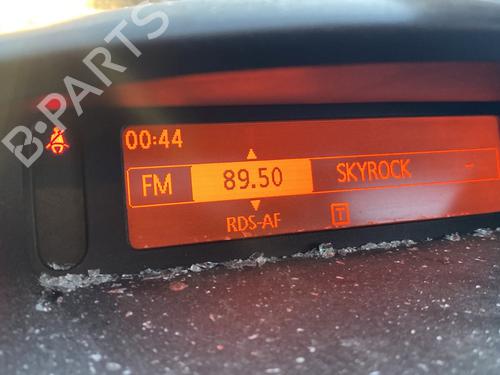 B-PARTS
00:44
FM 89.50 SKYROCK
RDS-AF T